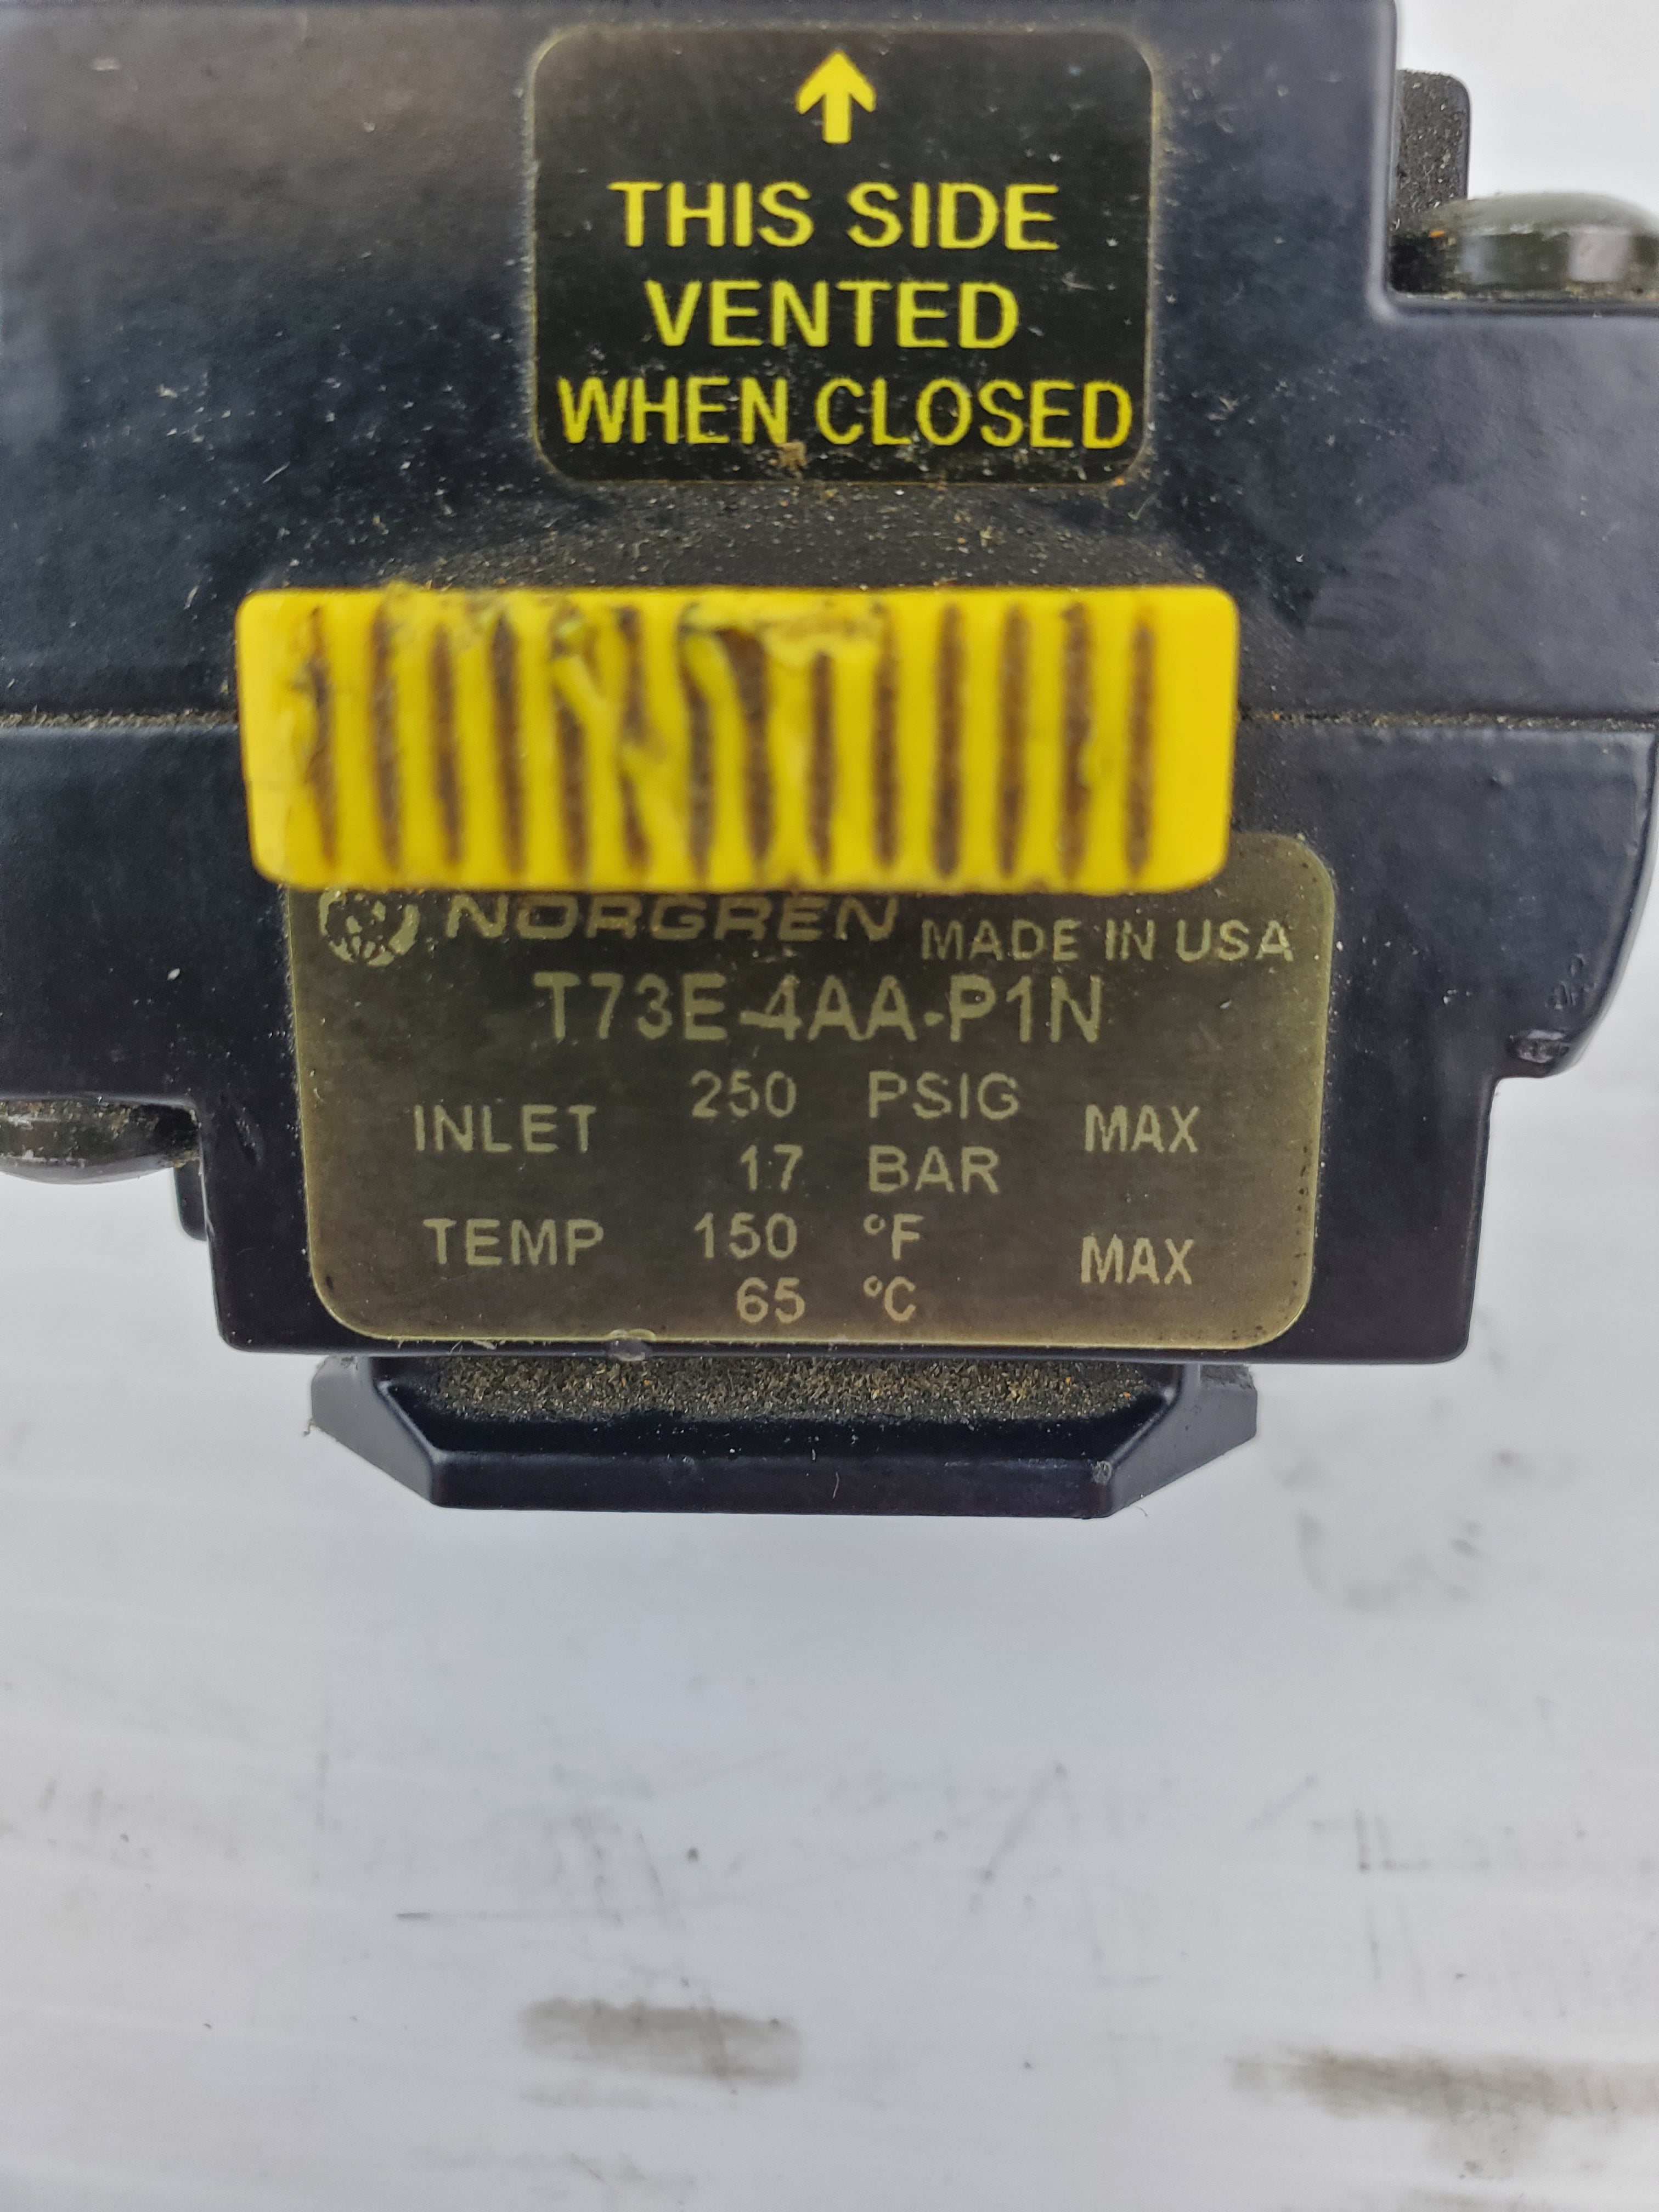 THIS SIDE
VENTED
WHEN CLOSED
NORGREN MADE IN USA
T73E-4AA-P1N
INLET 250 PSIG MAX
17 BAR
TEMP 150 °F MAX
65 °C